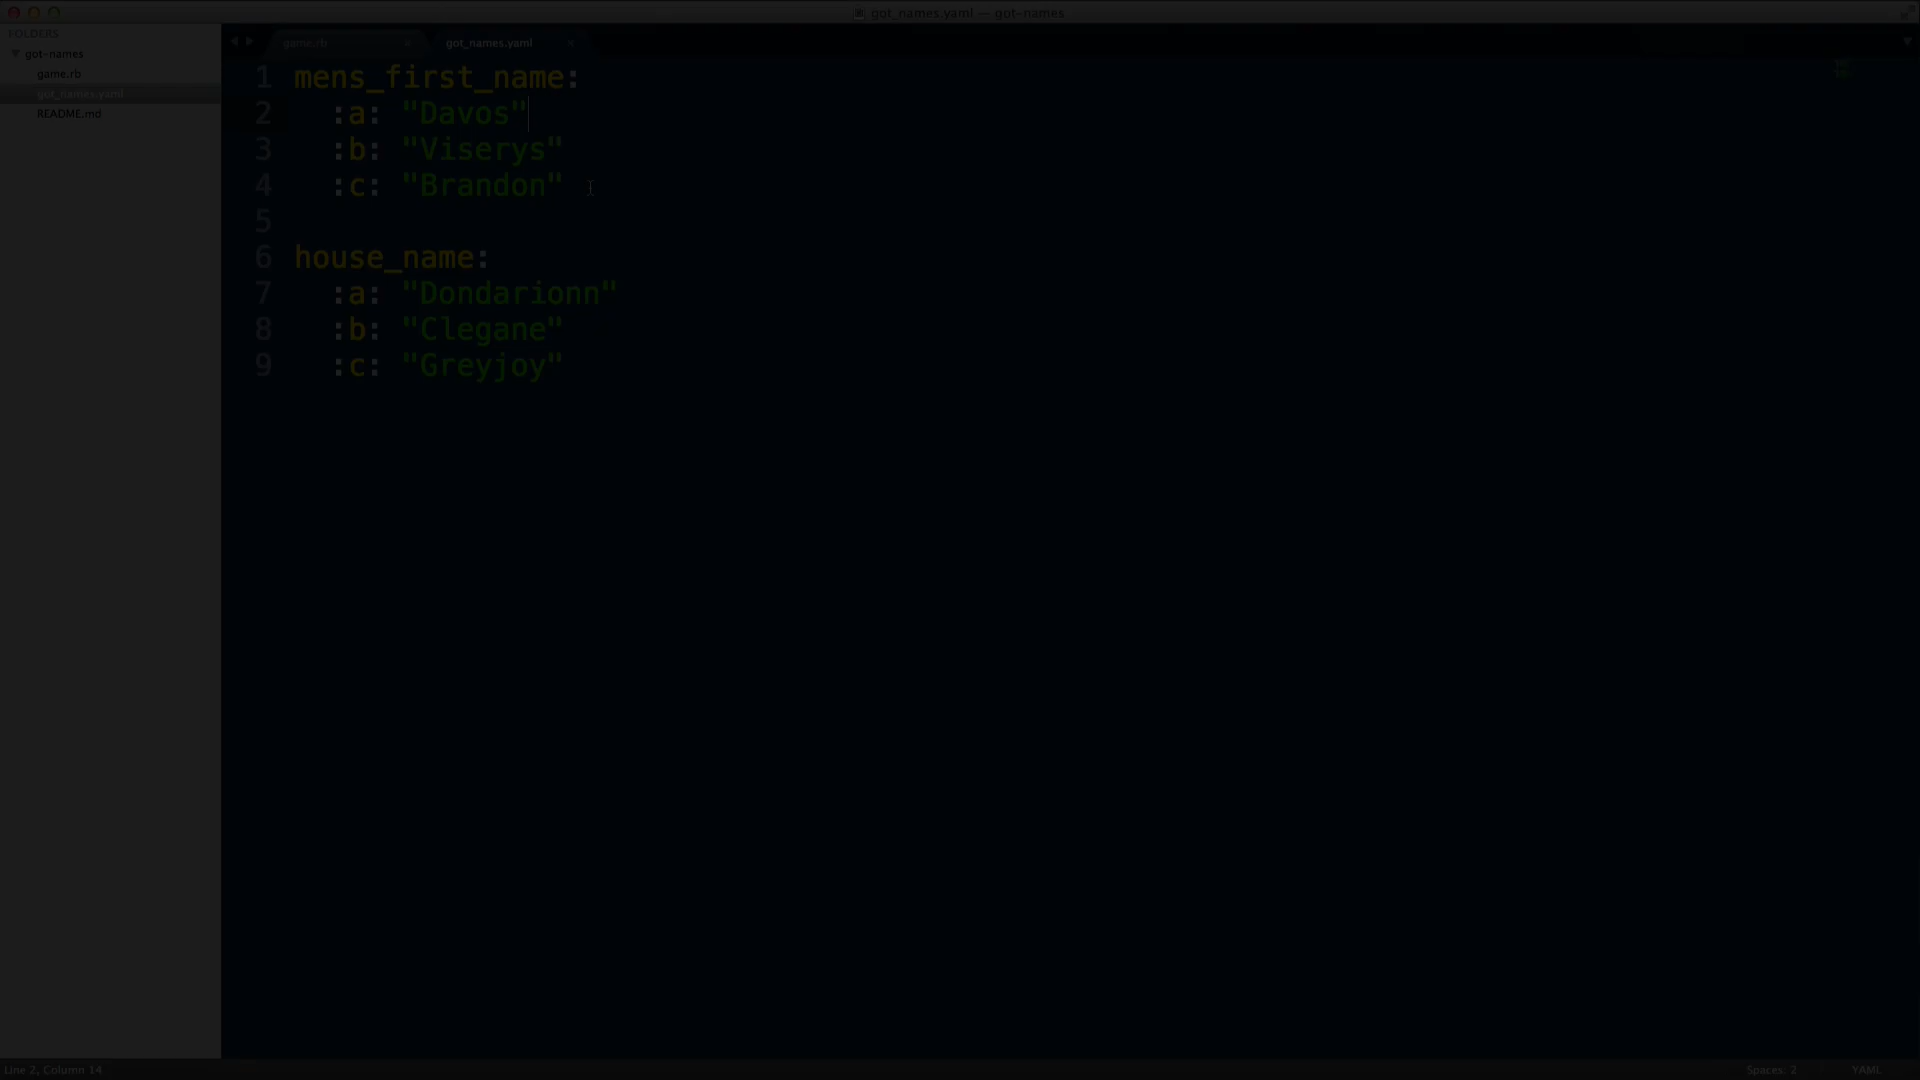 got_names.yaml — got-names
FOLDERS
got-names
game.rb
got_names.yaml
README.md
game.rb
got_names.yaml
1 mens_first_name:
2   :a: "Davos"
3   :b: "Viserys"
4   :c: "Brandon"
5
6 house_name:
7   :a: "Dondarionn"
8   :b: "Clegane"
9   :c: "Greyjoy"
Line 2, Column 14
Spaces: 2
YAML